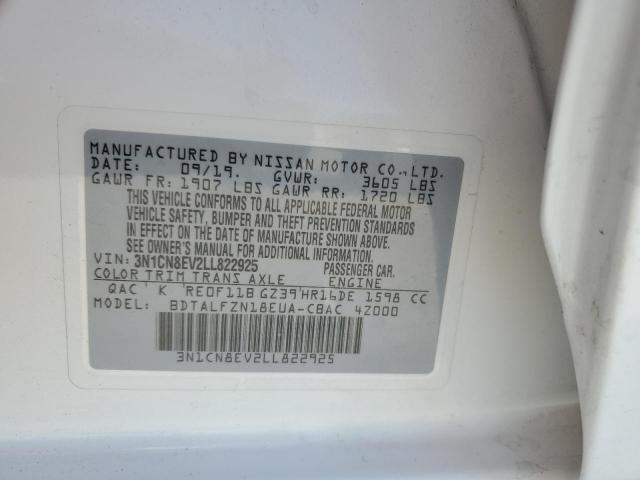 MANUFACTURED BY NISSAN MOTOR CO.,LTD.
DATE: 09/19. GVWR: 3605 LBS
GAWR FR: 1907 LBS GAWR RR: 1720 LBS
THIS VEHICLE CONFORMS TO ALL APPLICABLE FEDERAL MOTOR
VEHICLE SAFETY, BUMPER AND THEFT PREVENTION STANDARDS
IN EFFECT ON THE DATE OF MANUFACTURE SHOWN ABOVE.
SEE OWNER'S MANUAL FOR ADDITIONAL INFORMATION.
VIN: 3N1CN8EV2LL822925 PASSENGER CAR.
COLOR TRIM TRANS AXLE ENGINE
QAC' K 'RE0F11B GZ39'HR16DE 1598 CC
MODEL: BDTALFZN18EUA-CBAC 4Z000
3N1CN8EV2LL822925